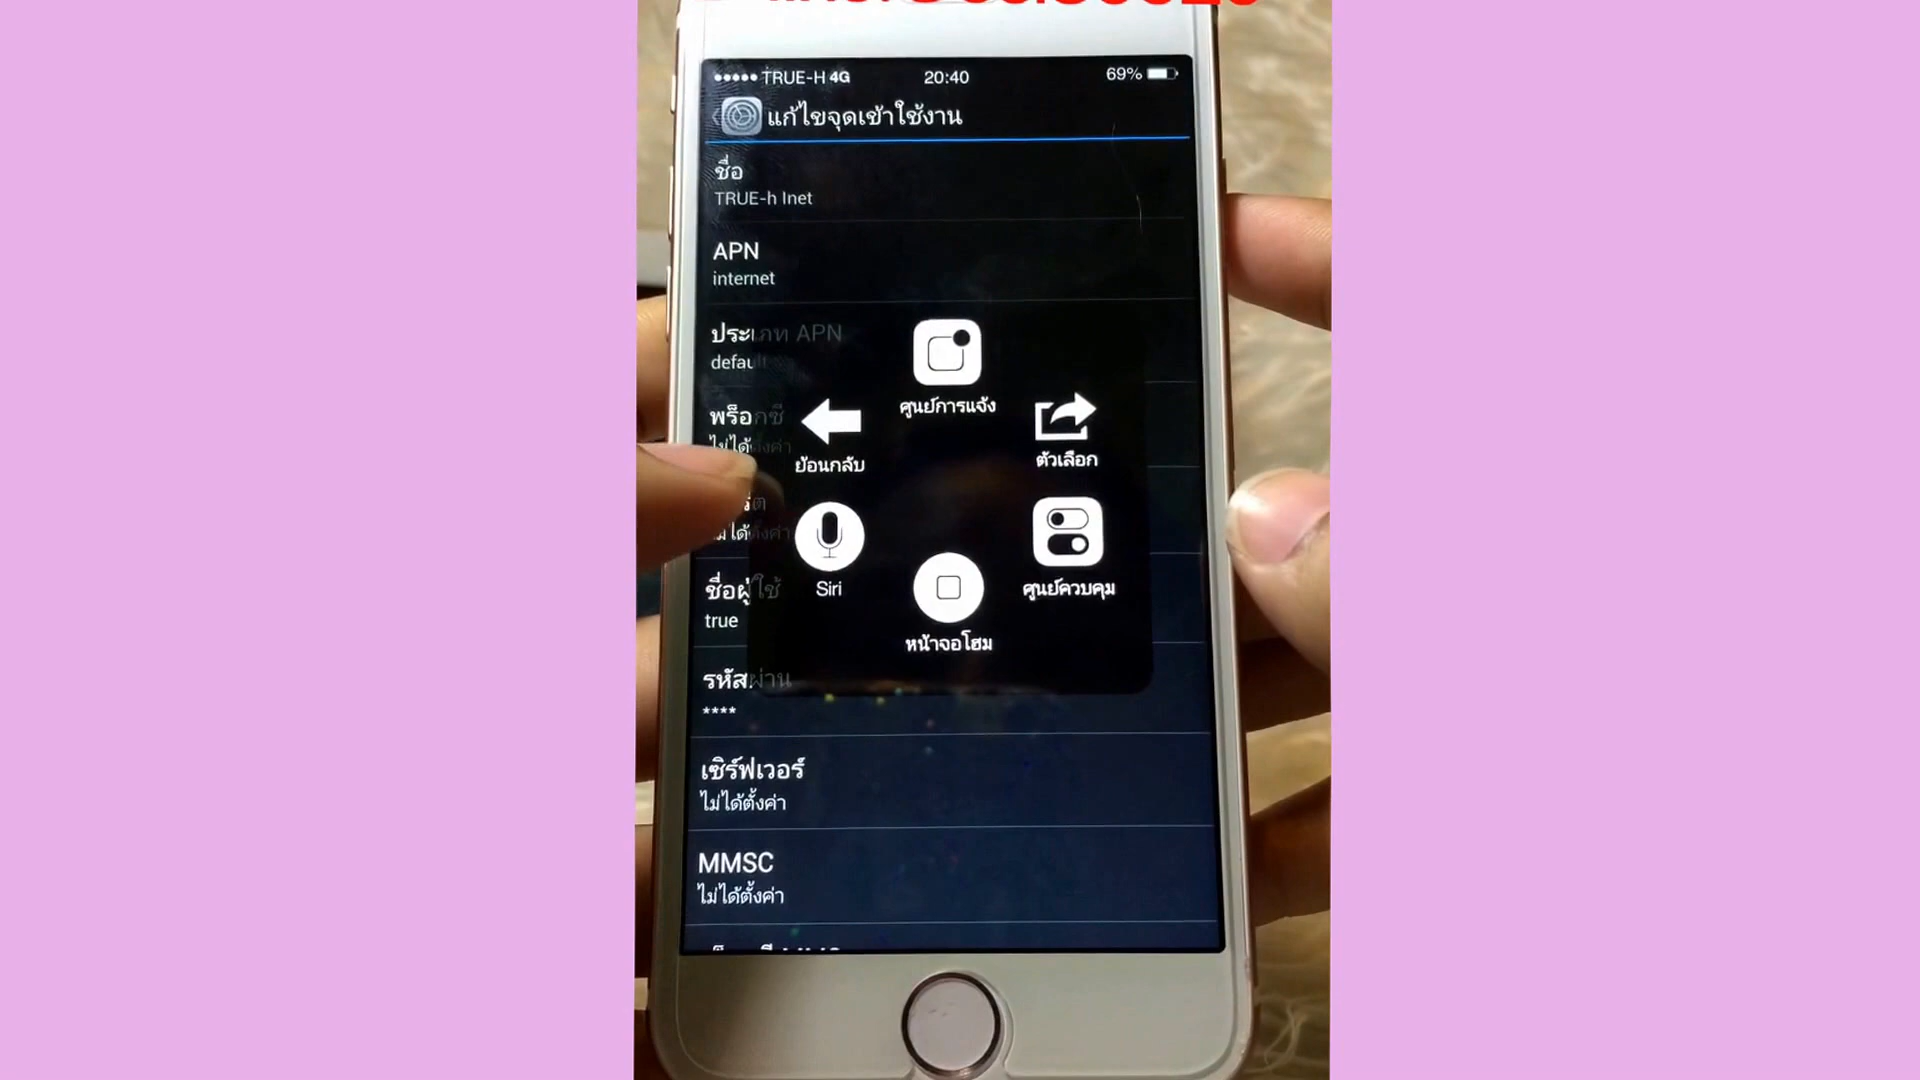 TRUE-H 4G 20:40 69%
แก้ไขจุดเข้าใช้งาน
ชื่อ
TRUE-h Inet
APN
internet
ประเภท APN
default
ศูนย์การแจ้ง
พร็อกซี
ไม่ได้ตั้งค่า
ย้อนกลับ
ตัวเลือก
ไม่ได้ตั้งค่า
Siri
ศูนย์ควบคุม
หน้าจอโฮม
ชื่อผู้ใช้
true
รหัสผ่าน
****
เซิร์ฟเวอร์
ไม่ได้ตั้งค่า
MMSC
ไม่ได้ตั้งค่า